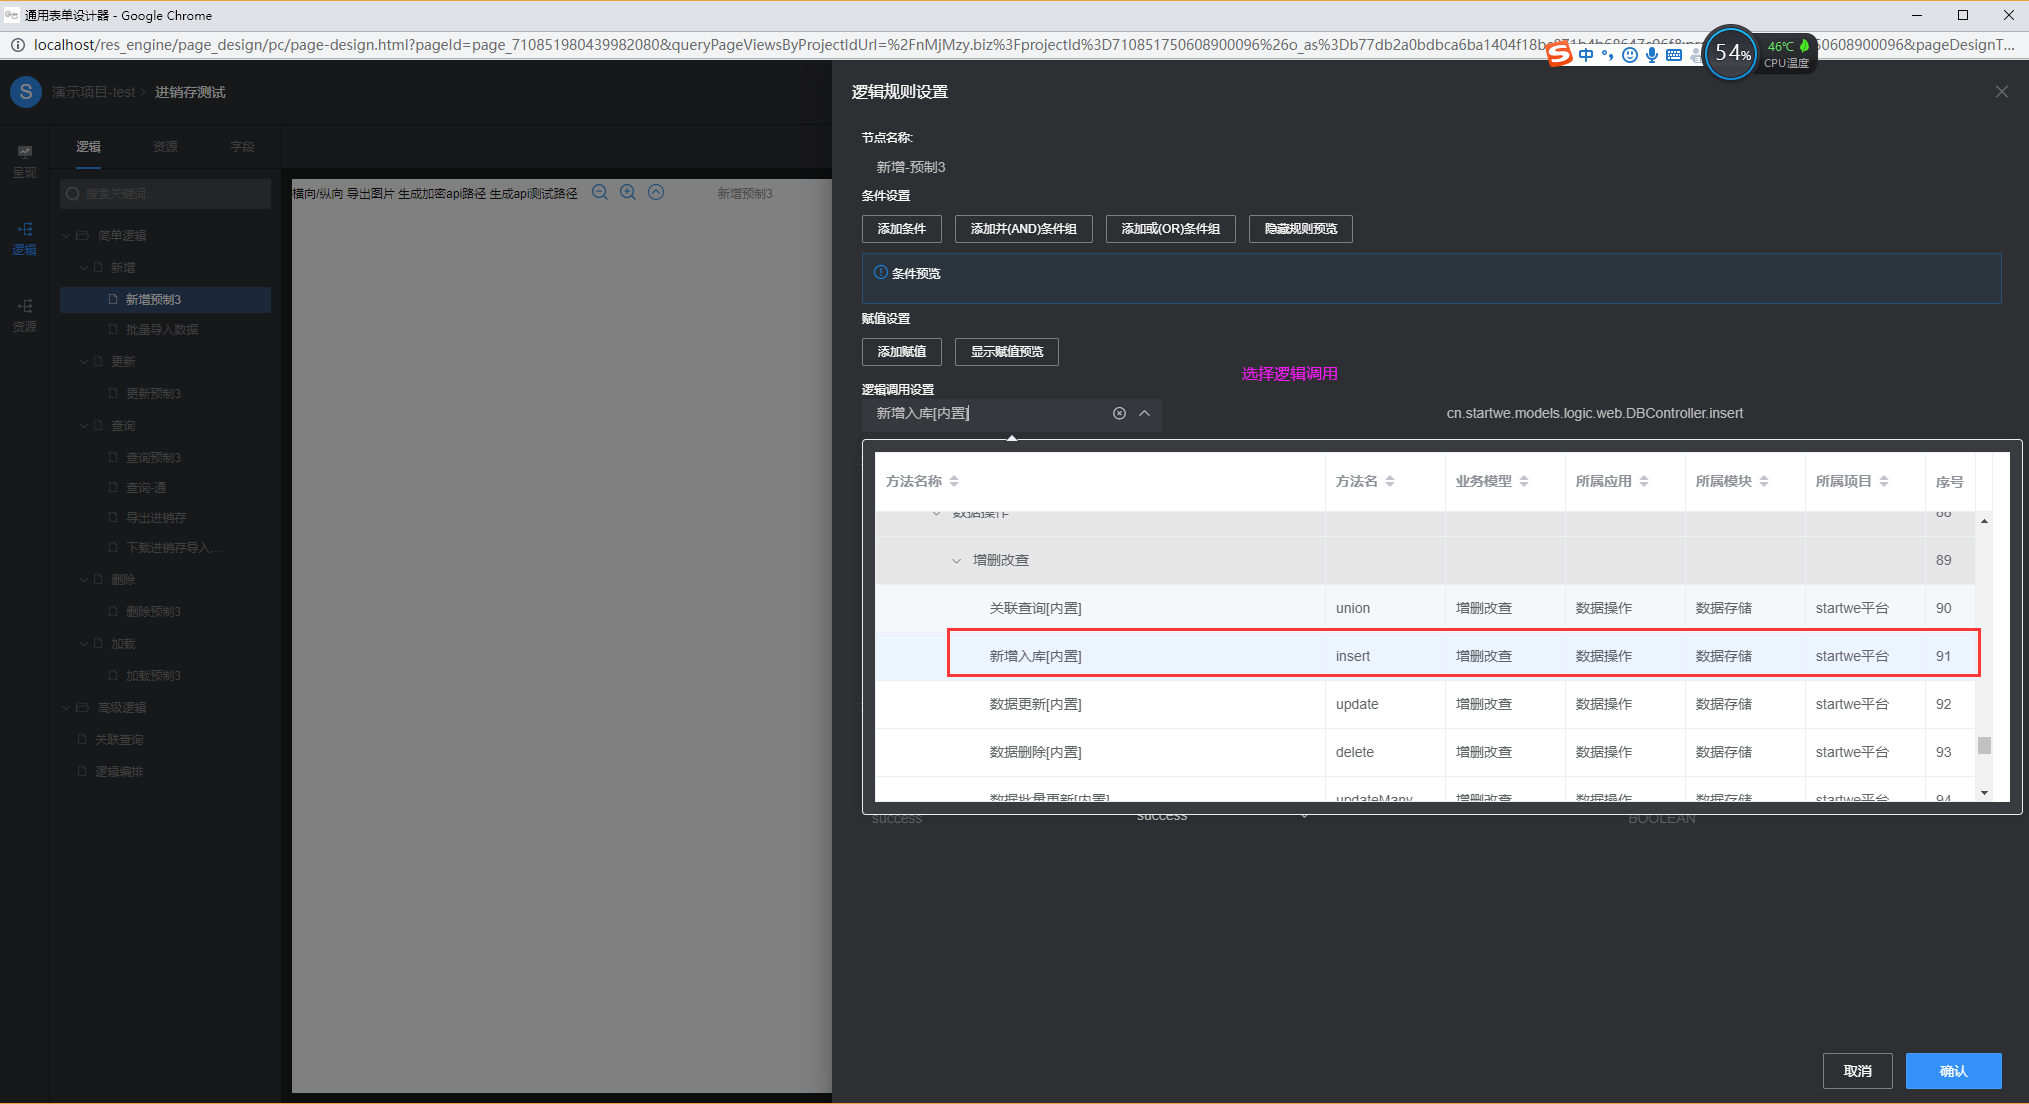 通用表单设计器 - Google Chrome
localhost/res_engine/page_design/pc/page-design.html?pageId=page_710851980439982080&queryPageViewsByProjectIdUrl=%2FnMjMzy.biz%3FprojectId%3D710851750608900096%26o_as%3Db77db2a0bdbca6ba1404f18bc
50608900096&pageDesignT...
中
54%
46℃
CPU温度
S
演示项目-test
进销存测试
呈现
逻辑
资源
逻辑
资源
字段
搜索关键词
简单逻辑
新增
新增预制3
批量导入数据
更新
更新预制3
查询
查询预制3
查询-通
导出进销存
下载进销存导入...
删除
删除预制3
加载
加载预制3
高级逻辑
关联查询
逻辑编排
横向/纵向 导出图片 生成加密api路径 生成api测试路径
新增预制3
逻辑规则设置
节点名称:
新增-预制3
条件设置
添加条件
添加并(AND)条件组
添加或(OR)条件组
隐藏规则预览
条件预览
赋值设置
添加赋值
显示赋值预览
选择逻辑调用
逻辑调用设置
新增入库[内置]
cn.startwe.models.logic.web.DBController.insert
方法名称 方法名 业务模型 所属应用 所属模块 所属项目 序号
数据操作 88
增删改查 89
关联查询[内置] union 增删改查 数据操作 数据存储 startwe平台 90
新增入库[内置] insert 增删改查 数据操作 数据存储 startwe平台 91
数据更新[内置] update 增删改查 数据操作 数据存储 startwe平台 92
数据删除[内置] delete 增删改查 数据操作 数据存储 startwe平台 93
数据批量更新[内置] updateMany 增删改查 数据操作 数据存储 startwe平台 94
success success BOOLEAN
取消
确认